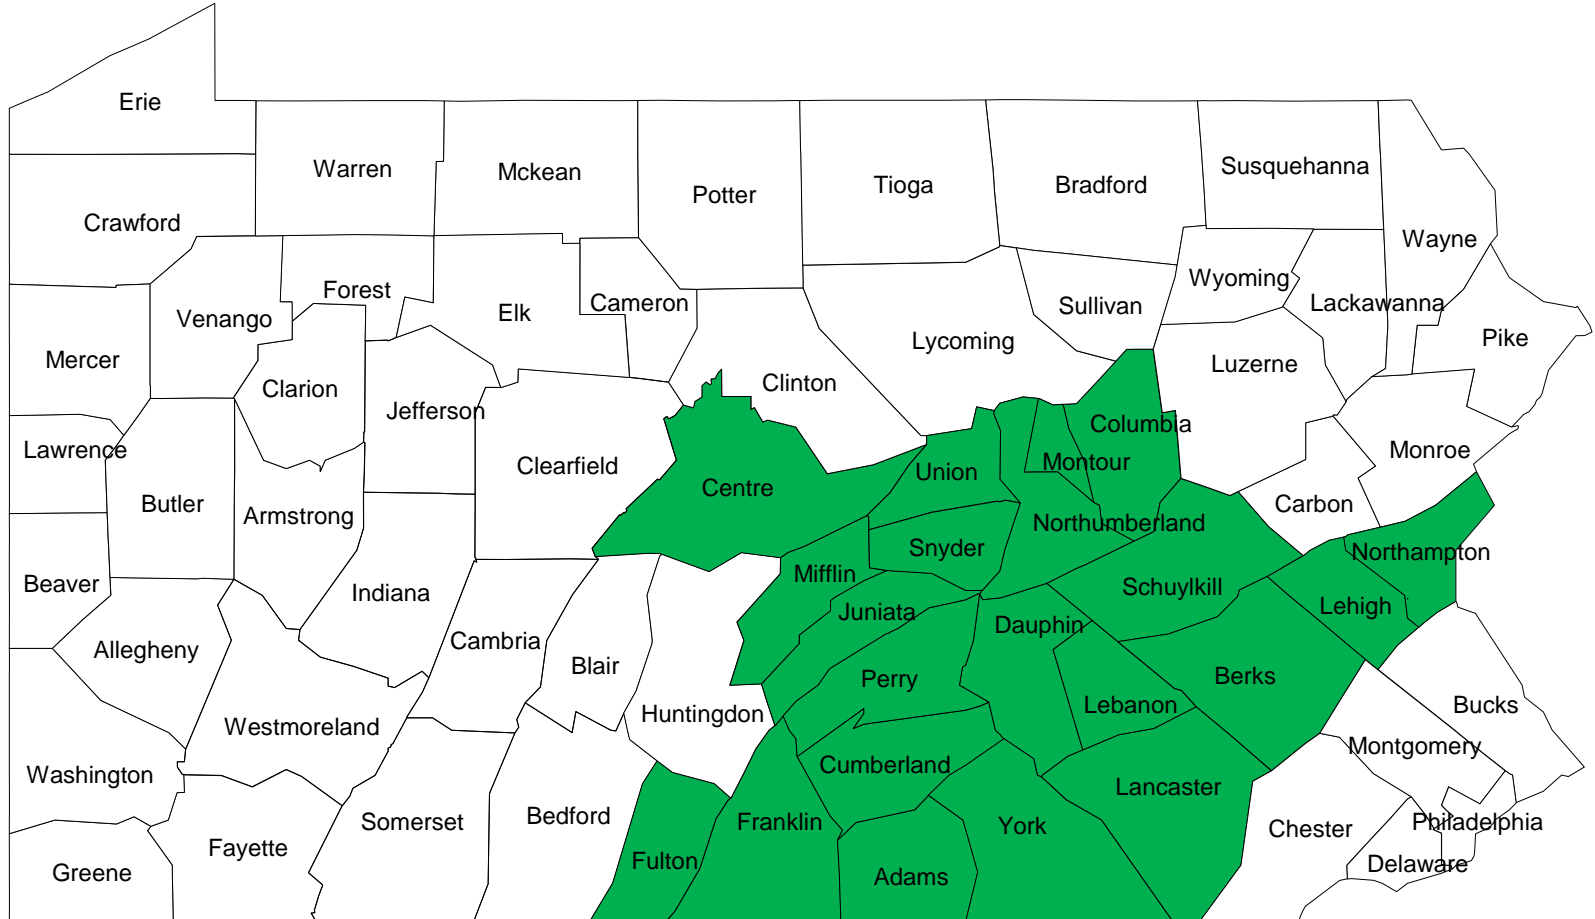 Erie
Warren
Mckean
Potter
Tioga
Bradford
Susquehanna
Crawford
Wayne
Wyoming
Forest
Venango
Elk
Cameron
Sullivan
Lackawanna
Mercer
Lycoming
Pike
Luzerne
Clarion
Clinton
Jefferson
Columbia
Lawrence
Clearfield
Centre
Union
Montour
Monroe
Butler
Armstrong
Northumberland
Carbon
Snyder
Northampton
Beaver
Indiana
Mifflin
Schuylkill
Juniata
Lehigh
Allegheny
Cambria
Blair
Dauphin
Perry
Berks
Westmoreland
Huntingdon
Lebanon
Bucks
Washington
Cumberland
Montgomery
Lancaster
Somerset
Bedford
Franklin
York
Chester
Philadelphia
Greene
Fayette
Fulton
Adams
Delaware